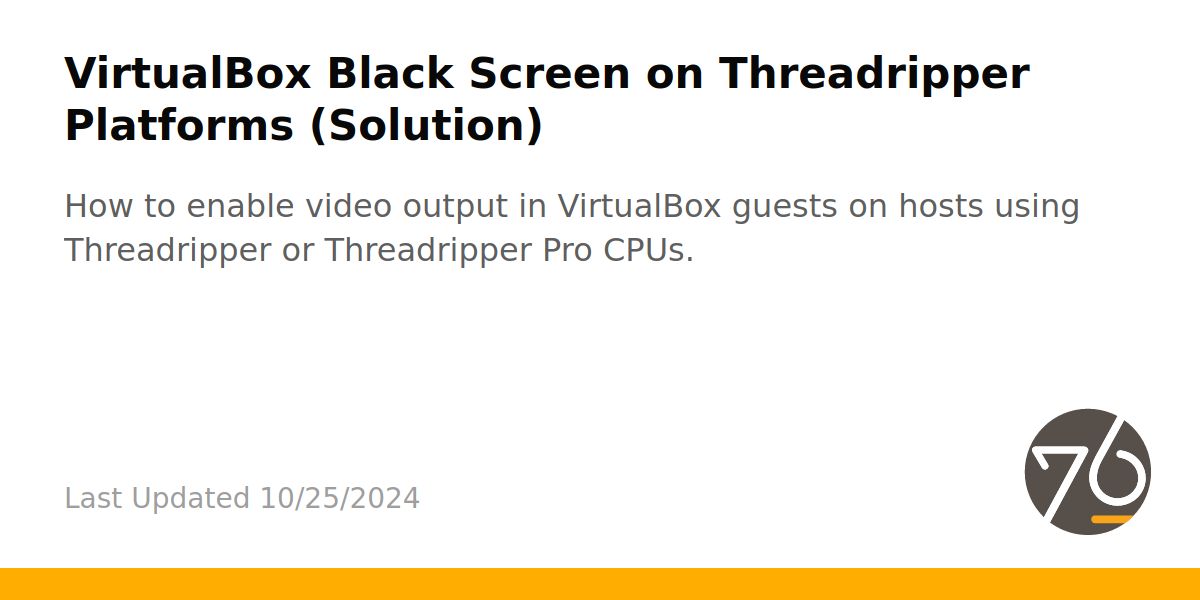 VirtualBox Black Screen on Threadripper
Platforms (Solution)
How to enable video output in VirtualBox guests on hosts using
Threadripper or Threadripper Pro CPUs.
Last Updated 10/25/2024
76